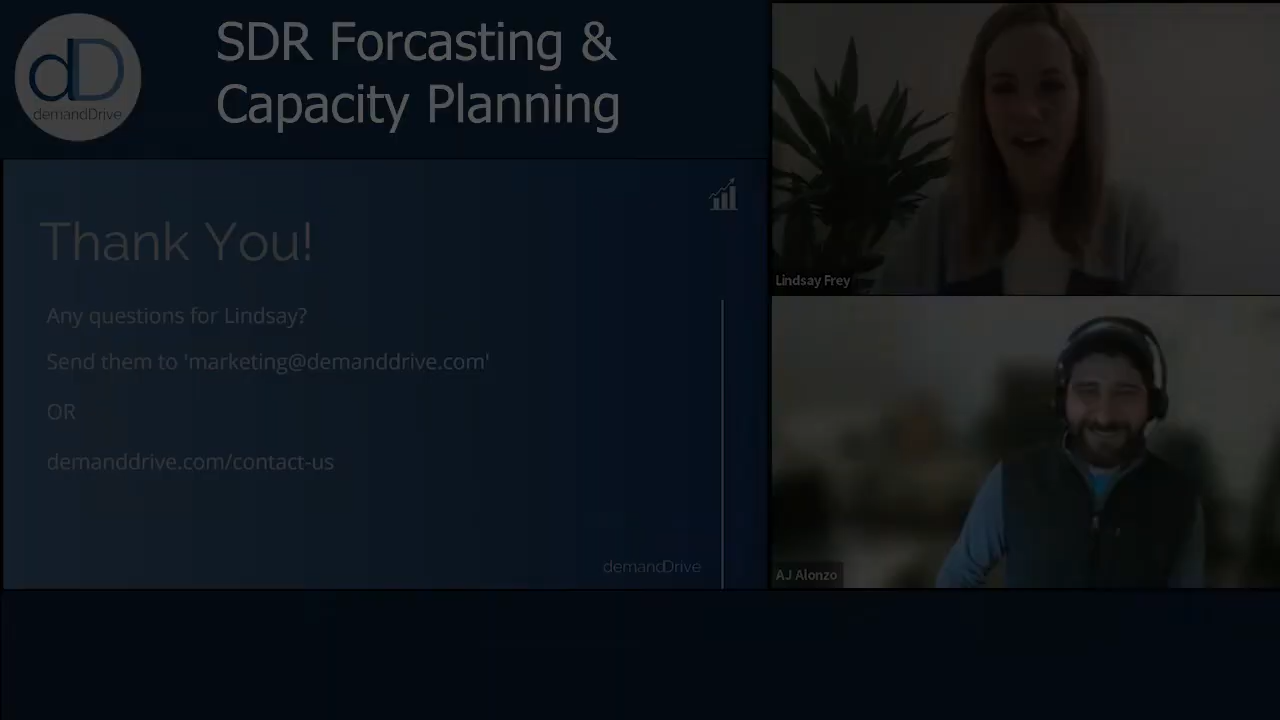 dD
demandDrive
SDR Forcasting &
Capacity Planning
Thank You!
Any questions for Lindsay?
Send them to 'marketing@demanddrive.com'
OR
demanddrive.com/contact-us
demandDrive
Lindsay Frey
AJ Alonzo